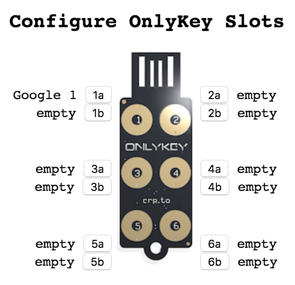 Configure OnlyKey Slots
Google 1 1a 2a empty
empty 1b 2b empty
1 2
ONLYKEY
empty 3a 3 4 4a empty
empty 3b 4b empty
crp.to
empty 5a 5 6 6a empty
empty 5b 6b empty